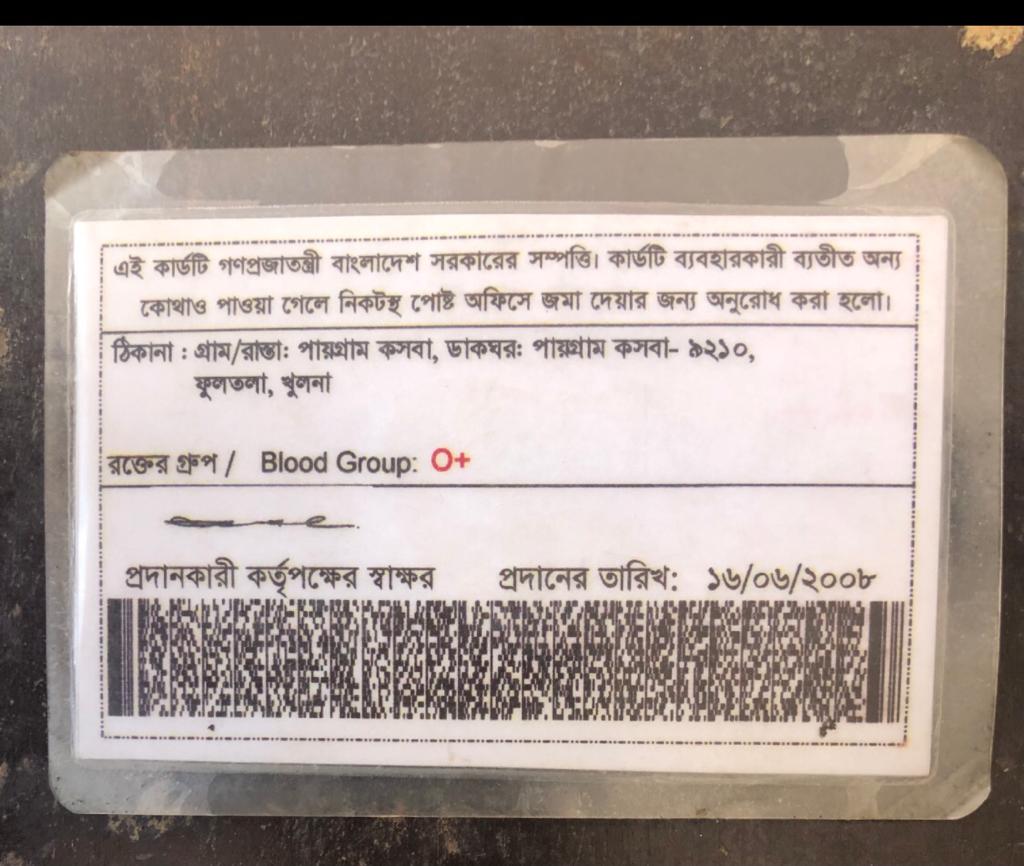 এই কার্ডটি গণপ্রজাতন্ত্রী বাংলাদেশ সরকারের সম্পত্তি। কার্ডটি ব্যবহারকারী ব্যতীত অন্য
কোথাও পাওয়া গেলে নিকটস্থ পোষ্ট অফিসে জমা দেয়ার জন্য অনুরোধ করা হলো।
ঠিকানা : গ্রাম/রাস্তা: পায়গ্রাম কসবা, ডাকঘর: পায়গ্রাম কসবা- ৯২১০,
ফুলতলা, খুলনা
রক্তের গ্রুপ / Blood Group: O+
প্রদানকারী কর্তৃপক্ষের স্বাক্ষর প্রদানের তারিখ: ১৬/০৬/২০০৮